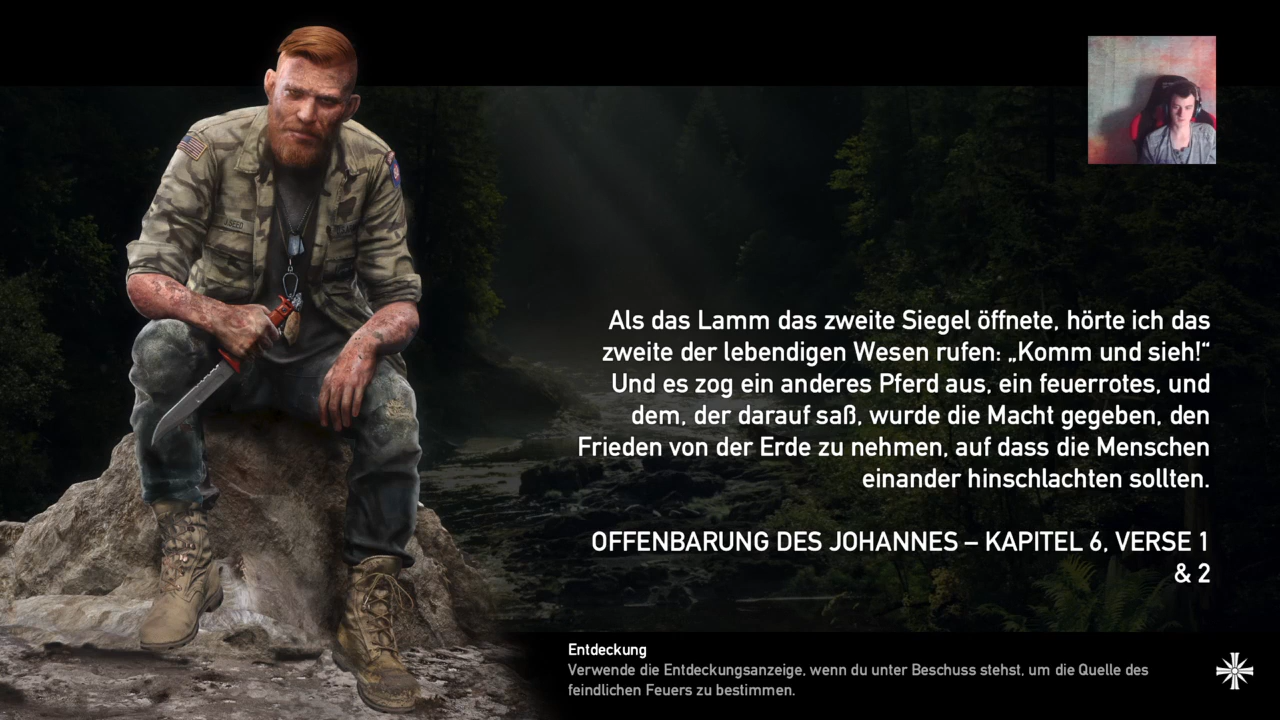 Als das Lamm das zweite Siegel öffnete, hörte ich das
zweite der lebendigen Wesen rufen: „Komm und sieh!“
Und es zog ein anderes Pferd aus, ein feuerrotes, und
dem, der darauf saß, wurde die Macht gegeben, den
Frieden von der Erde zu nehmen, auf dass die Menschen
einander hinschlachten sollten.
OFFENBARUNG DES JOHANNES – KAPITEL 6, VERSE 1
& 2
Entdeckung
Verwende die Entdeckungsanzeige, wenn du unter Beschuss stehst, um die Quelle des
feindlichen Feuers zu bestimmen.